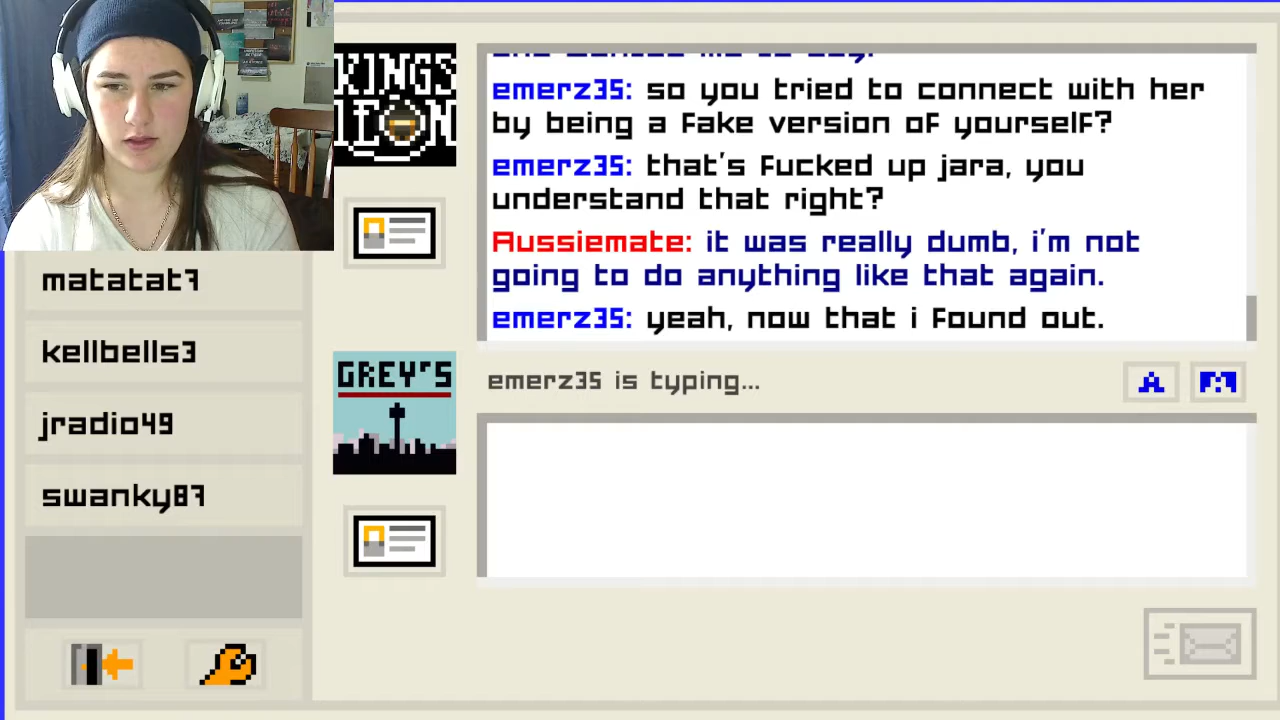 KINGS
LEON
emerz35: so you tried to connect with her
by being a fake version of yourself?
emerz35: that's fucked up jara, you
understand that right?
Aussiemate: it was really dumb, i'm not
going to do anything like that again.
emerz35: yeah, now that i found out.
matatat7
kellbells3
jradio49
swanky87
GREY'S
emerz35 is typing...
A
M